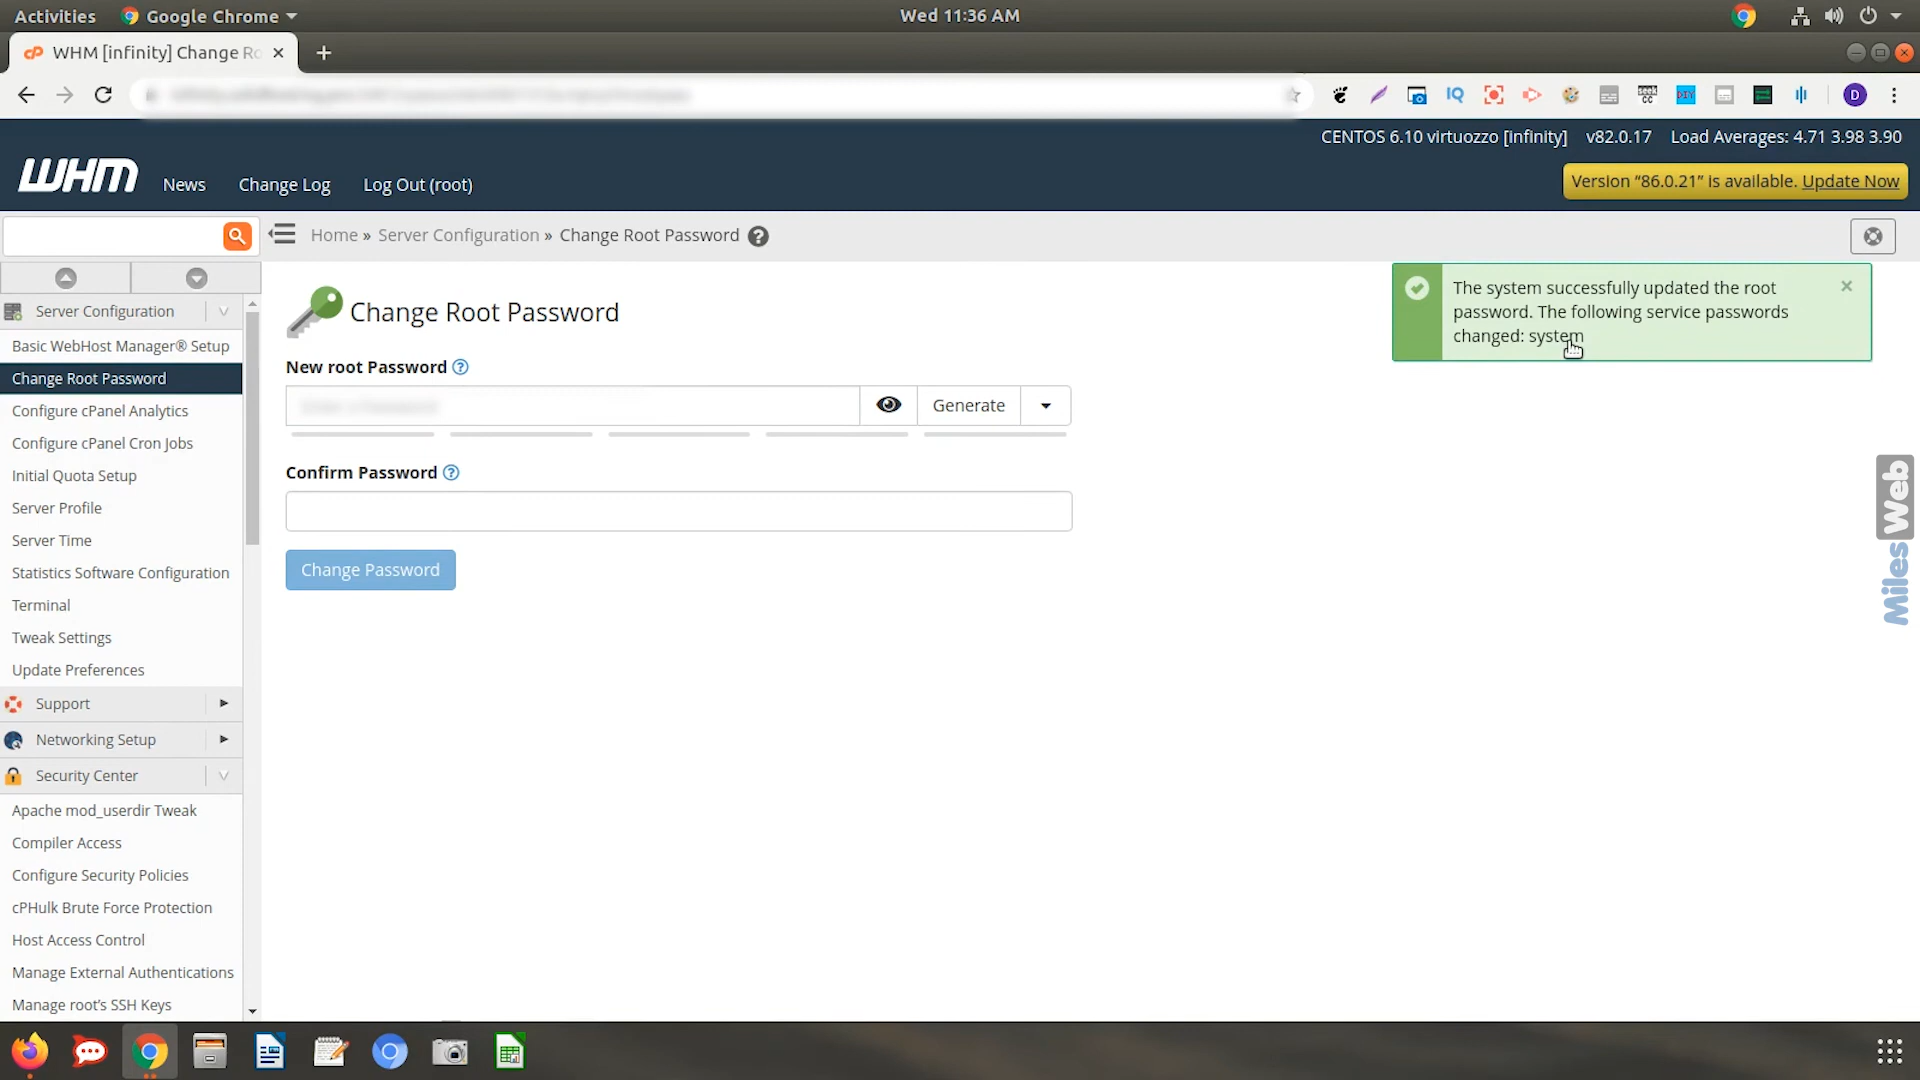 Activities
Google Chrome
Wed 11:36 AM
WHM [infinity] Change Ro
IQ
seek CC
DIY
D
CENTOS 6.10 virtuozzo [infinity] v82.0.17 Load Averages: 4.71 3.98 3.90
WHM
News
Change Log
Log Out (root)
Version “86.0.21” is available. Update Now
Home » Server Configuration » Change Root Password
Server Configuration
Basic WebHost Manager® Setup
Change Root Password
Configure cPanel Analytics
Configure cPanel Cron Jobs
Initial Quota Setup
Server Profile
Server Time
Statistics Software Configuration
Terminal
Tweak Settings
Update Preferences
Support
Networking Setup
Security Center
Apache mod_userdir Tweak
Compiler Access
Configure Security Policies
cPHulk Brute Force Protection
Host Access Control
Manage External Authentications
Manage root’s SSH Keys
Change Root Password
New root Password
Generate
Confirm Password
Change Password
The system successfully updated the root
password. The following service passwords
changed: system
MilesWeb